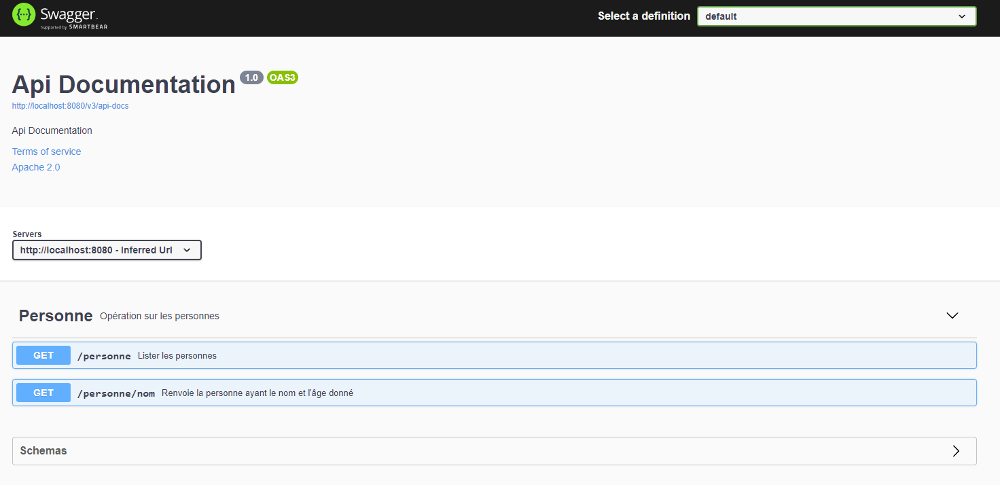 {···} Swagger™
Supported by SMARTBEAR
Select a definition default
Api Documentation 1.0 OAS3
http://localhost:8080/v3/api-docs
Api Documentation
Terms of service
Apache 2.0
Servers
http://localhost:8080 - Inferred Url
Personne Opération sur les personnes
GET /personne Lister les personnes
GET /personne/nom Renvoie la personne ayant le nom et l'âge donné
Schemas